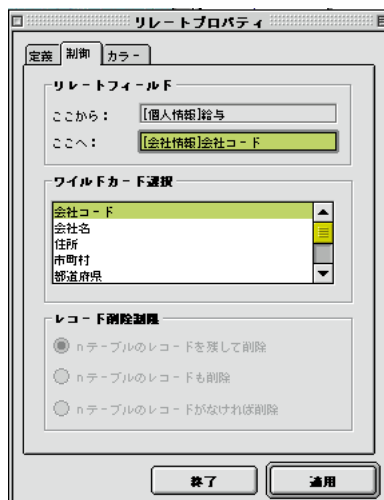 リレートプロパティ
定義 制御 カラー
リレートフィールド
ここから： [個人情報]給与
ここへ： [会社情報]会社コード
ワイルドカード選択
会社コード
会社名
住所
市町村
都道府県
レコード削除制限
nテーブルのレコードを残して削除
nテーブルのレコードも削除
nテーブルのレコードがなければ削除
終了 適用